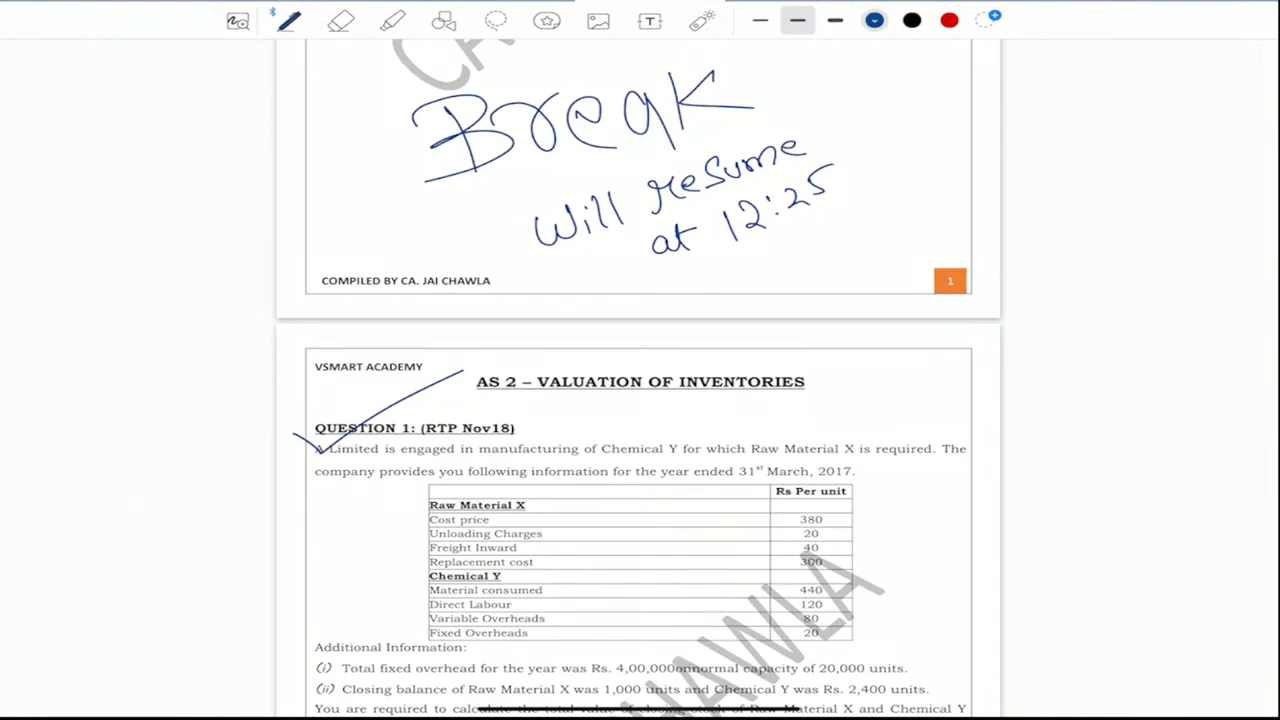 CA
Break
Will resume
at 12:25
COMPILED BY CA. JAI CHAWLA
1
VSMART ACADEMY
AS 2 – VALUATION OF INVENTORIES
QUESTION 1: (RTP Nov18)
A Limited is engaged in manufacturing of Chemical Y for which Raw Material X is required. The
company provides you following information for the year ended 31st March, 2017.
Rs Per unit
Raw Material X
Cost price 380
Unloading Charges 20
Freight Inward 40
Replacement cost 300
Chemical Y
Material consumed 440
Direct Labour 120
Variable Overheads 80
Fixed Overheads 20
HAWLA
Additional Information:
(i) Total fixed overhead for the year was Rs. 4,00,000onnormal capacity of 20,000 units.
(ii) Closing balance of Raw Material X was 1,000 units and Chemical Y was Rs. 2,400 units.
You are required to calculate the total value of closing stock of Raw Material X and Chemical Y